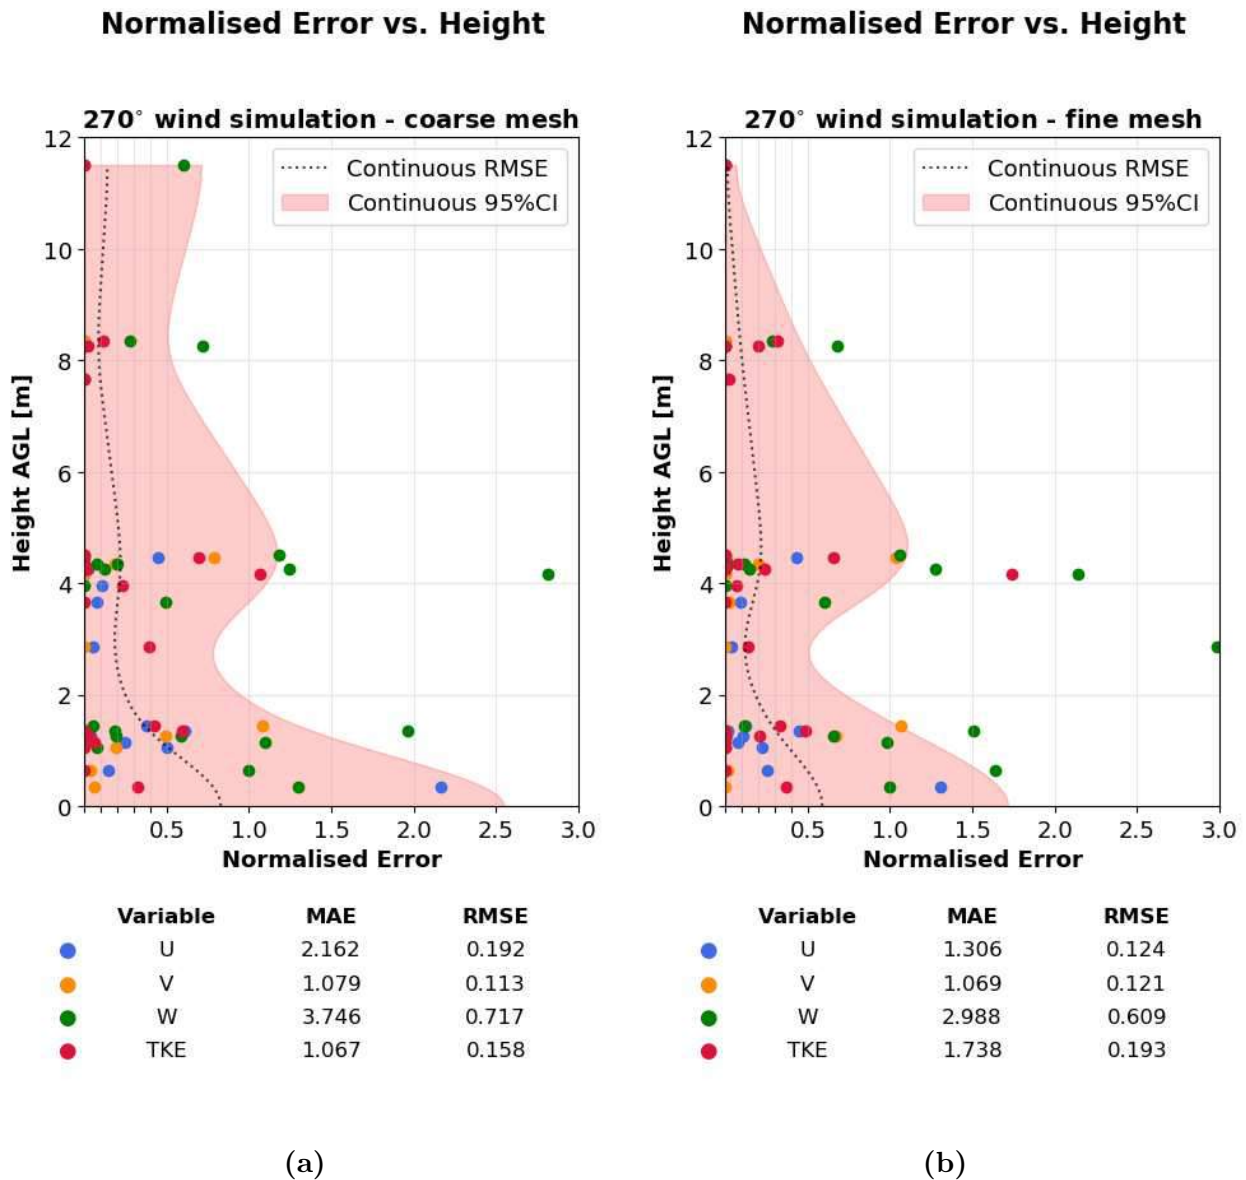 Normalised Error vs. Height
270° wind simulation - coarse mesh
Continuous RMSE
Continuous 95%CI
Height AGL [m]
12
10
8
6
4
2
0
0.5 1.0 1.5 2.0 2.5 3.0
Normalised Error
Variable MAE RMSE
U 2.162 0.192
V 1.079 0.113
W 3.746 0.717
TKE 1.067 0.158
(a)
Normalised Error vs. Height
270° wind simulation - fine mesh
Continuous RMSE
Continuous 95%CI
Height AGL [m]
12
10
8
6
4
2
0
0.5 1.0 1.5 2.0 2.5 3.0
Normalised Error
Variable MAE RMSE
U 1.306 0.124
V 1.069 0.121
W 2.988 0.609
TKE 1.738 0.193
(b)